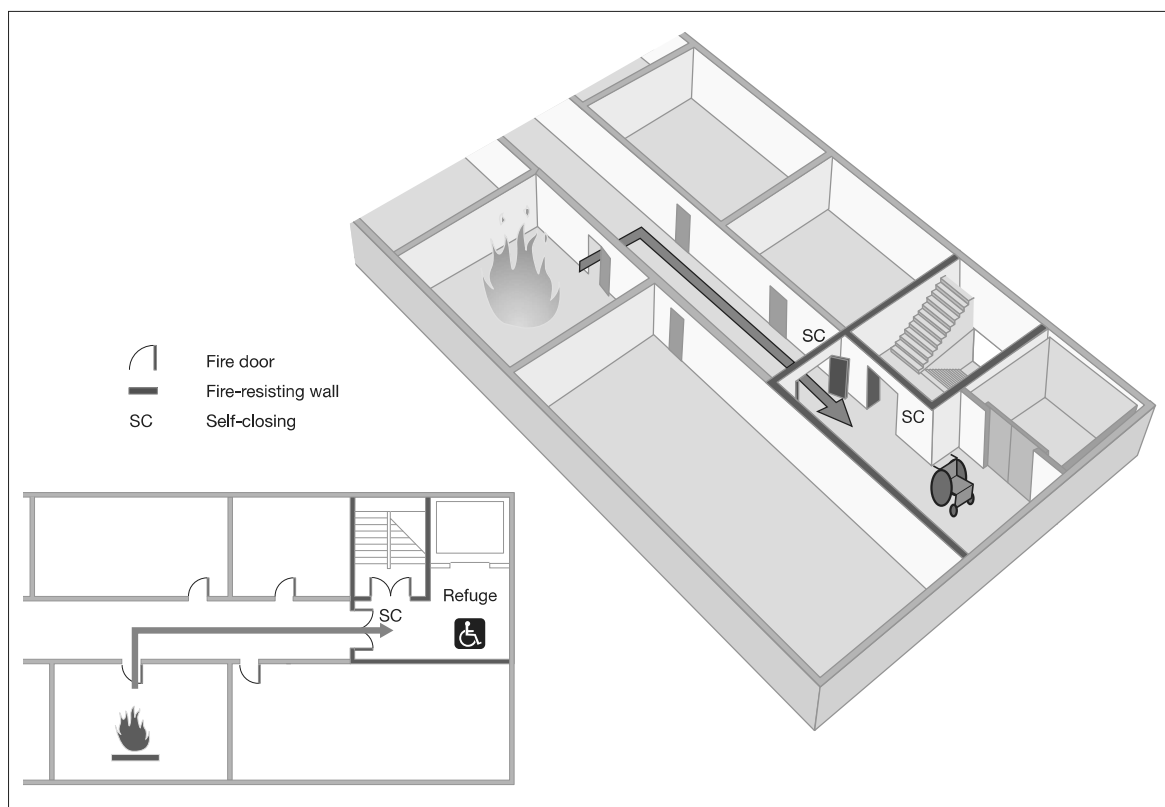 SC
SC
Fire door
Fire-resisting wall
SC
Self-closing
Refuge
SC